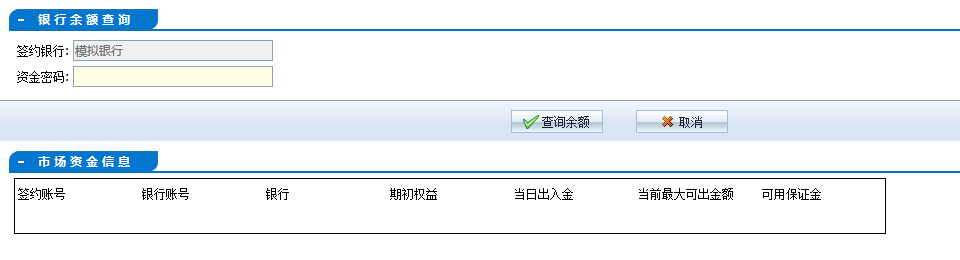 银行余额查询
签约银行: 模拟银行
资金密码:
查询余额 取消
市场资金信息
签约账号 银行账号 银行 期初权益 当日出入金 当前最大可出金额 可用保证金